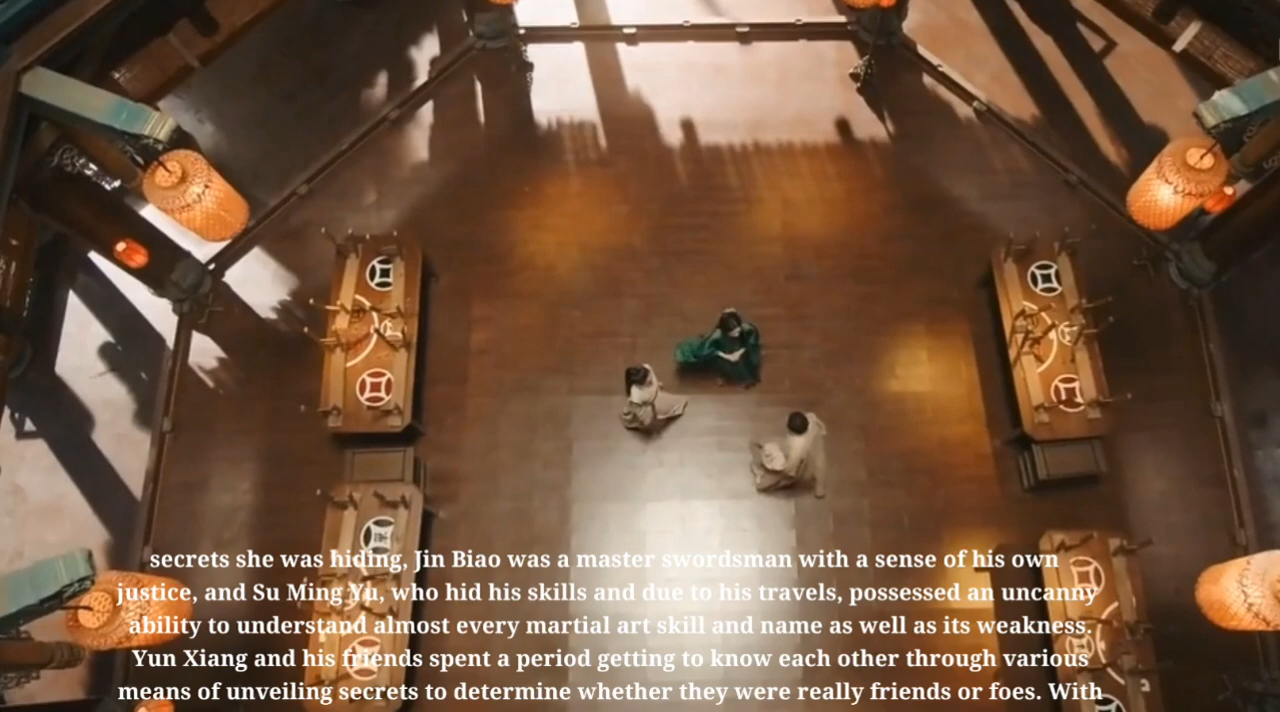 secrets she was hiding, Jin Biao was a master swordsman with a sense of his own
justice, and Su Ming Yu, who hid his skills and due to his travels, possessed an uncanny
ability to understand almost every martial art skill and name as well as its weakness.
Yun Xiang and his friends spent a period getting to know each other through various
means of unveiling secrets to determine whether they were really friends or foes. With